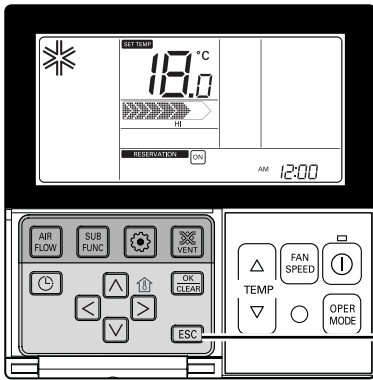 SET TEMP
18.0 °C
HI
RESERVATION ON
AM 12:00
AIR FLOW
SUB FUNC
VENT
OK CLEAR
ESC
TEMP
FAN SPEED
OPER MODE